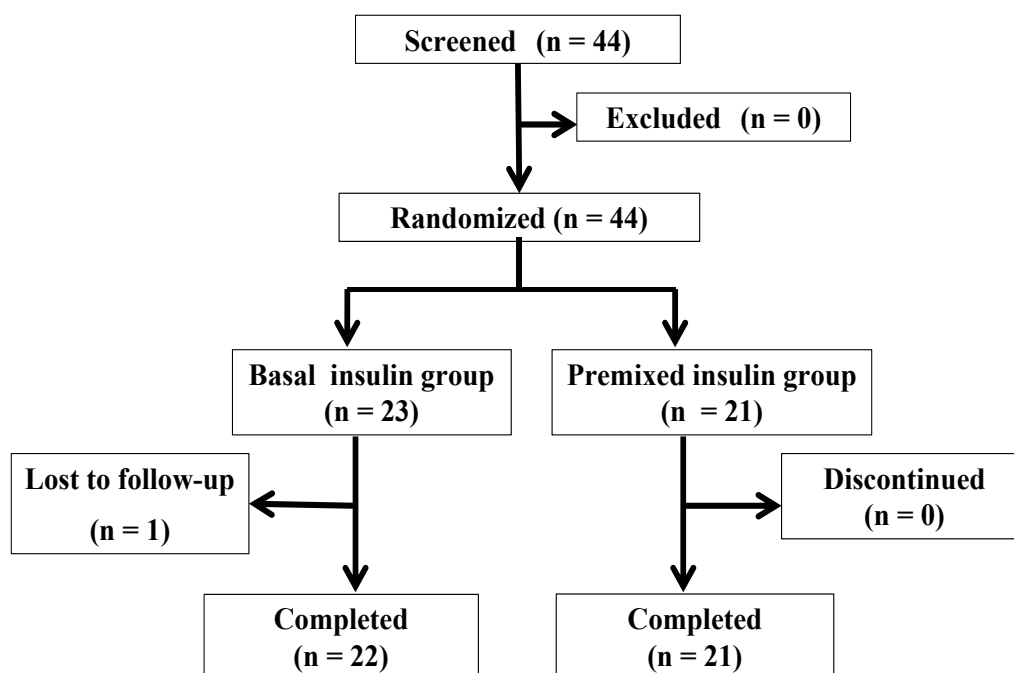 Screened (n = 44)
Excluded (n = 0)
Randomized (n = 44)
Basal insulin group
(n = 23)
Premixed insulin group
(n = 21)
Lost to follow-up
(n = 1)
Discontinued
(n = 0)
Completed
(n = 22)
Completed
(n = 21)